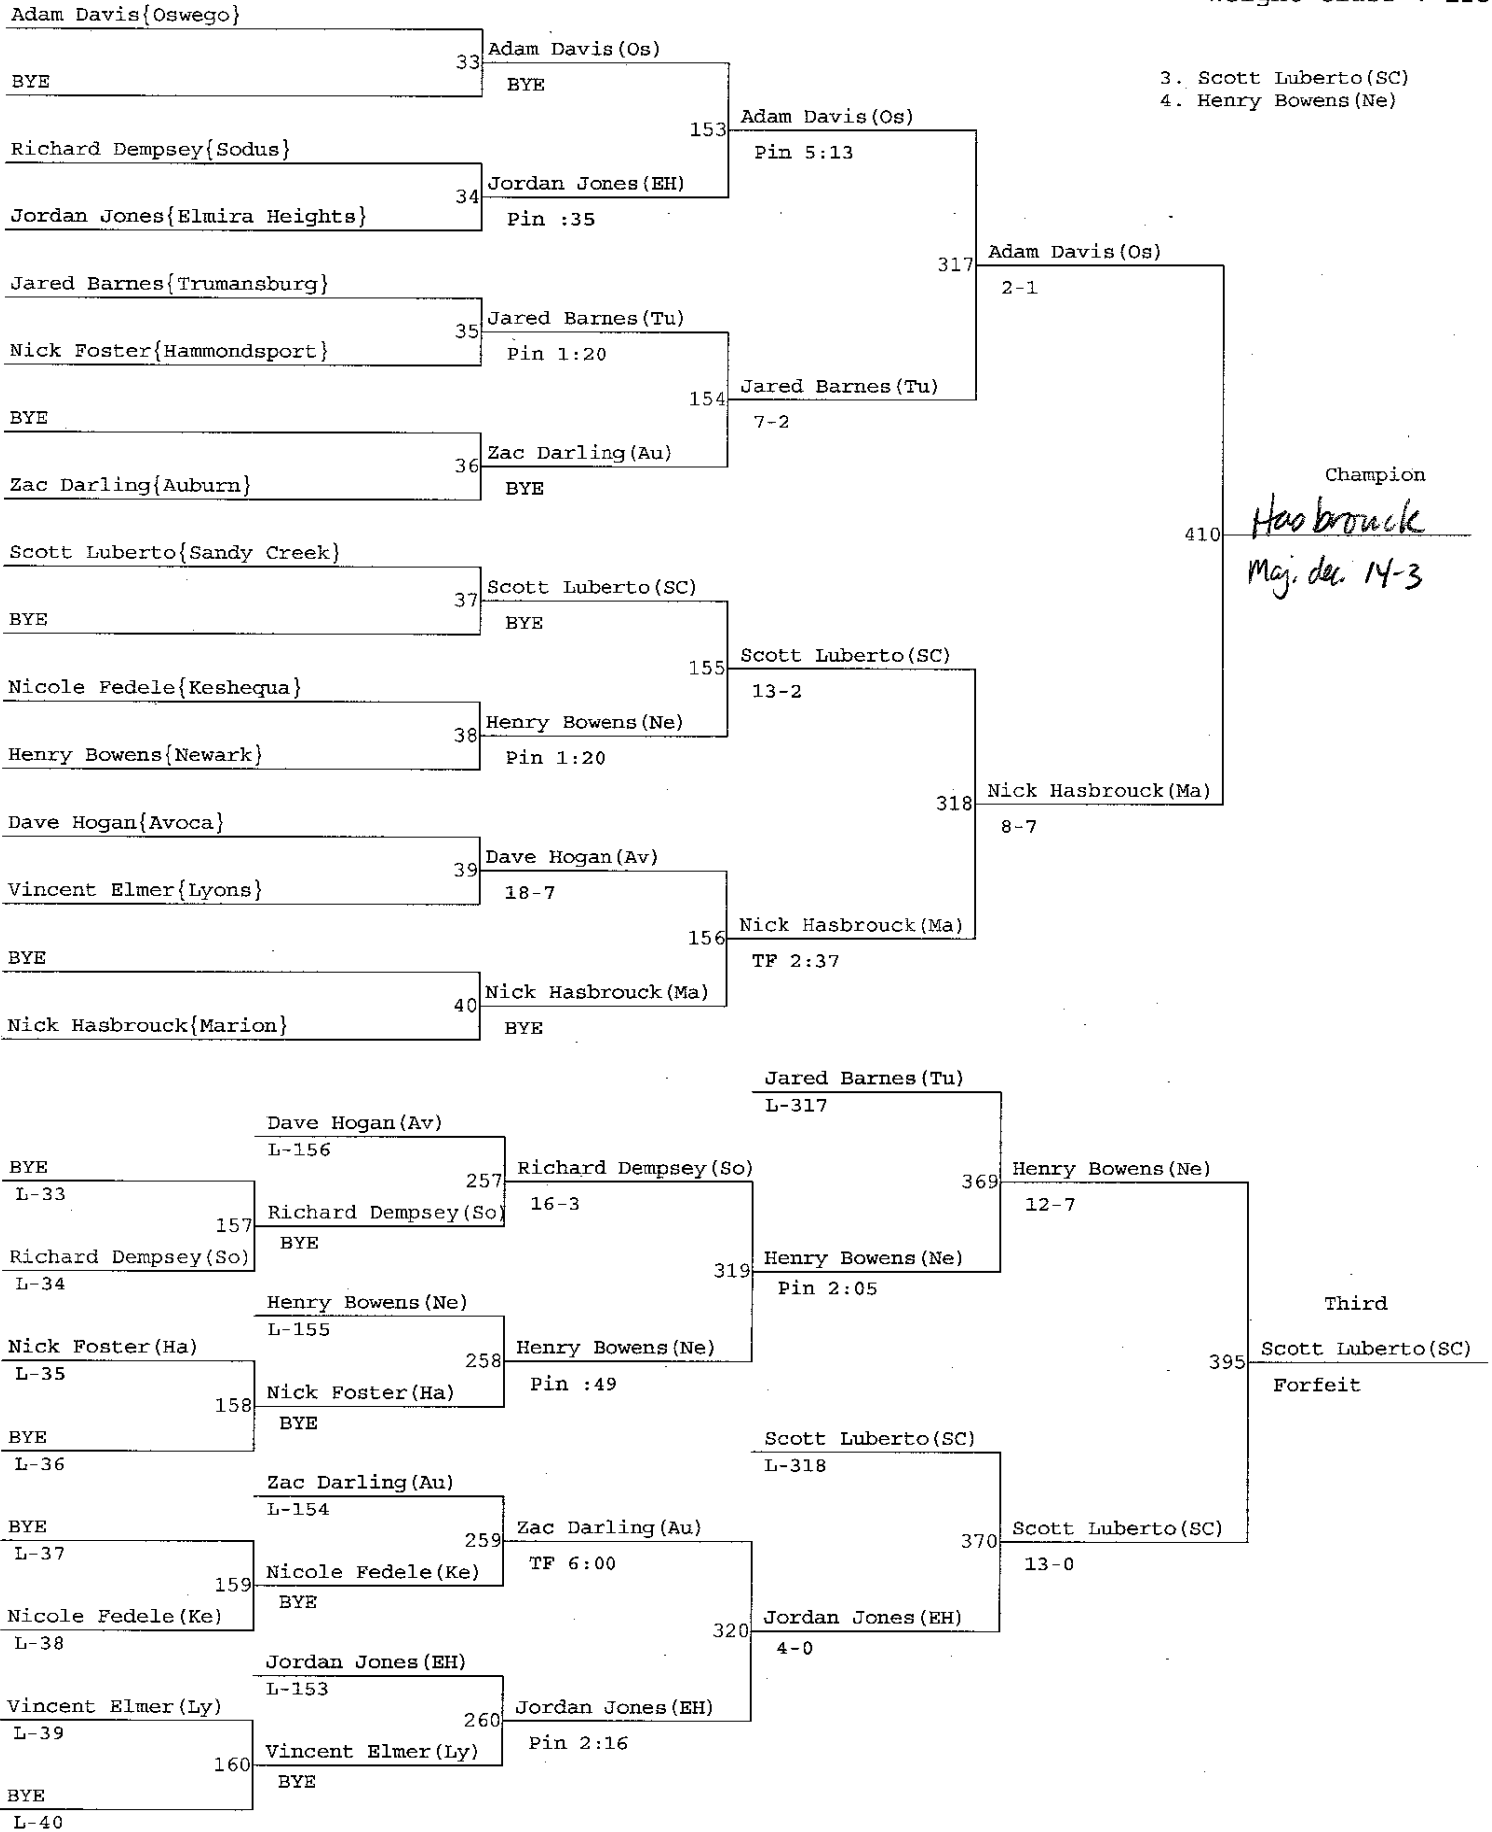 Adam Davis{Oswego}
33
Adam Davis(Os)
BYE
BYE
3. Scott Luberto(SC)
4. Henry Bowens(Ne)
153
Adam Davis(Os)
Pin 5:13
Richard Dempsey{Sodus}
34
Jordan Jones(EH)
Pin :35
Jordan Jones{Elmira Heights}
317
Adam Davis(Os)
2-1
Jared Barnes{Trumansburg}
35
Jared Barnes(Tu)
Pin 1:20
Nick Foster{Hammondsport}
154
Jared Barnes(Tu)
7-2
BYE
36
Zac Darling(Au)
BYE
Zac Darling{Auburn}
Champion
410
Hasbrouck
Maj. dec. 14-3
Scott Luberto{Sandy Creek}
37
Scott Luberto(SC)
BYE
BYE
155
Scott Luberto(SC)
13-2
Nicole Fedele{Keshequa}
38
Henry Bowens(Ne)
Pin 1:20
Henry Bowens{Newark}
318
Nick Hasbrouck(Ma)
8-7
Dave Hogan{Avoca}
39
Dave Hogan(Av)
18-7
Vincent Elmer{Lyons}
156
Nick Hasbrouck(Ma)
TF 2:37
BYE
40
Nick Hasbrouck(Ma)
BYE
Nick Hasbrouck{Marion}
Jared Barnes(Tu)
L-317
Dave Hogan(Av)
L-156
BYE
L-33
257
Richard Dempsey(So)
16-3
369
Henry Bowens(Ne)
12-7
157
Richard Dempsey(So)
BYE
Richard Dempsey(So)
L-34
319
Henry Bowens(Ne)
Pin 2:05
Henry Bowens(Ne)
L-155
Third
Nick Foster(Ha)
L-35
258
Henry Bowens(Ne)
Pin :49
395
Scott Luberto(SC)
Forfeit
158
Nick Foster(Ha)
BYE
BYE
L-36
Scott Luberto(SC)
L-318
Zac Darling(Au)
L-154
BYE
L-37
259
Zac Darling(Au)
TF 6:00
370
Scott Luberto(SC)
13-0
159
Nicole Fedele(Ke)
BYE
Nicole Fedele(Ke)
L-38
320
Jordan Jones(EH)
4-0
Jordan Jones(EH)
L-153
Vincent Elmer(Ly)
L-39
260
Jordan Jones(EH)
Pin 2:16
160
Vincent Elmer(Ly)
BYE
BYE
L-40